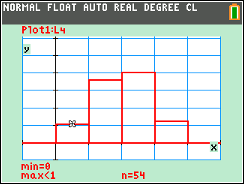 NORMAL FLOAT AUTO REAL DEGREE CL
Plot1:L4
y
x
min=0
max<1 n=54